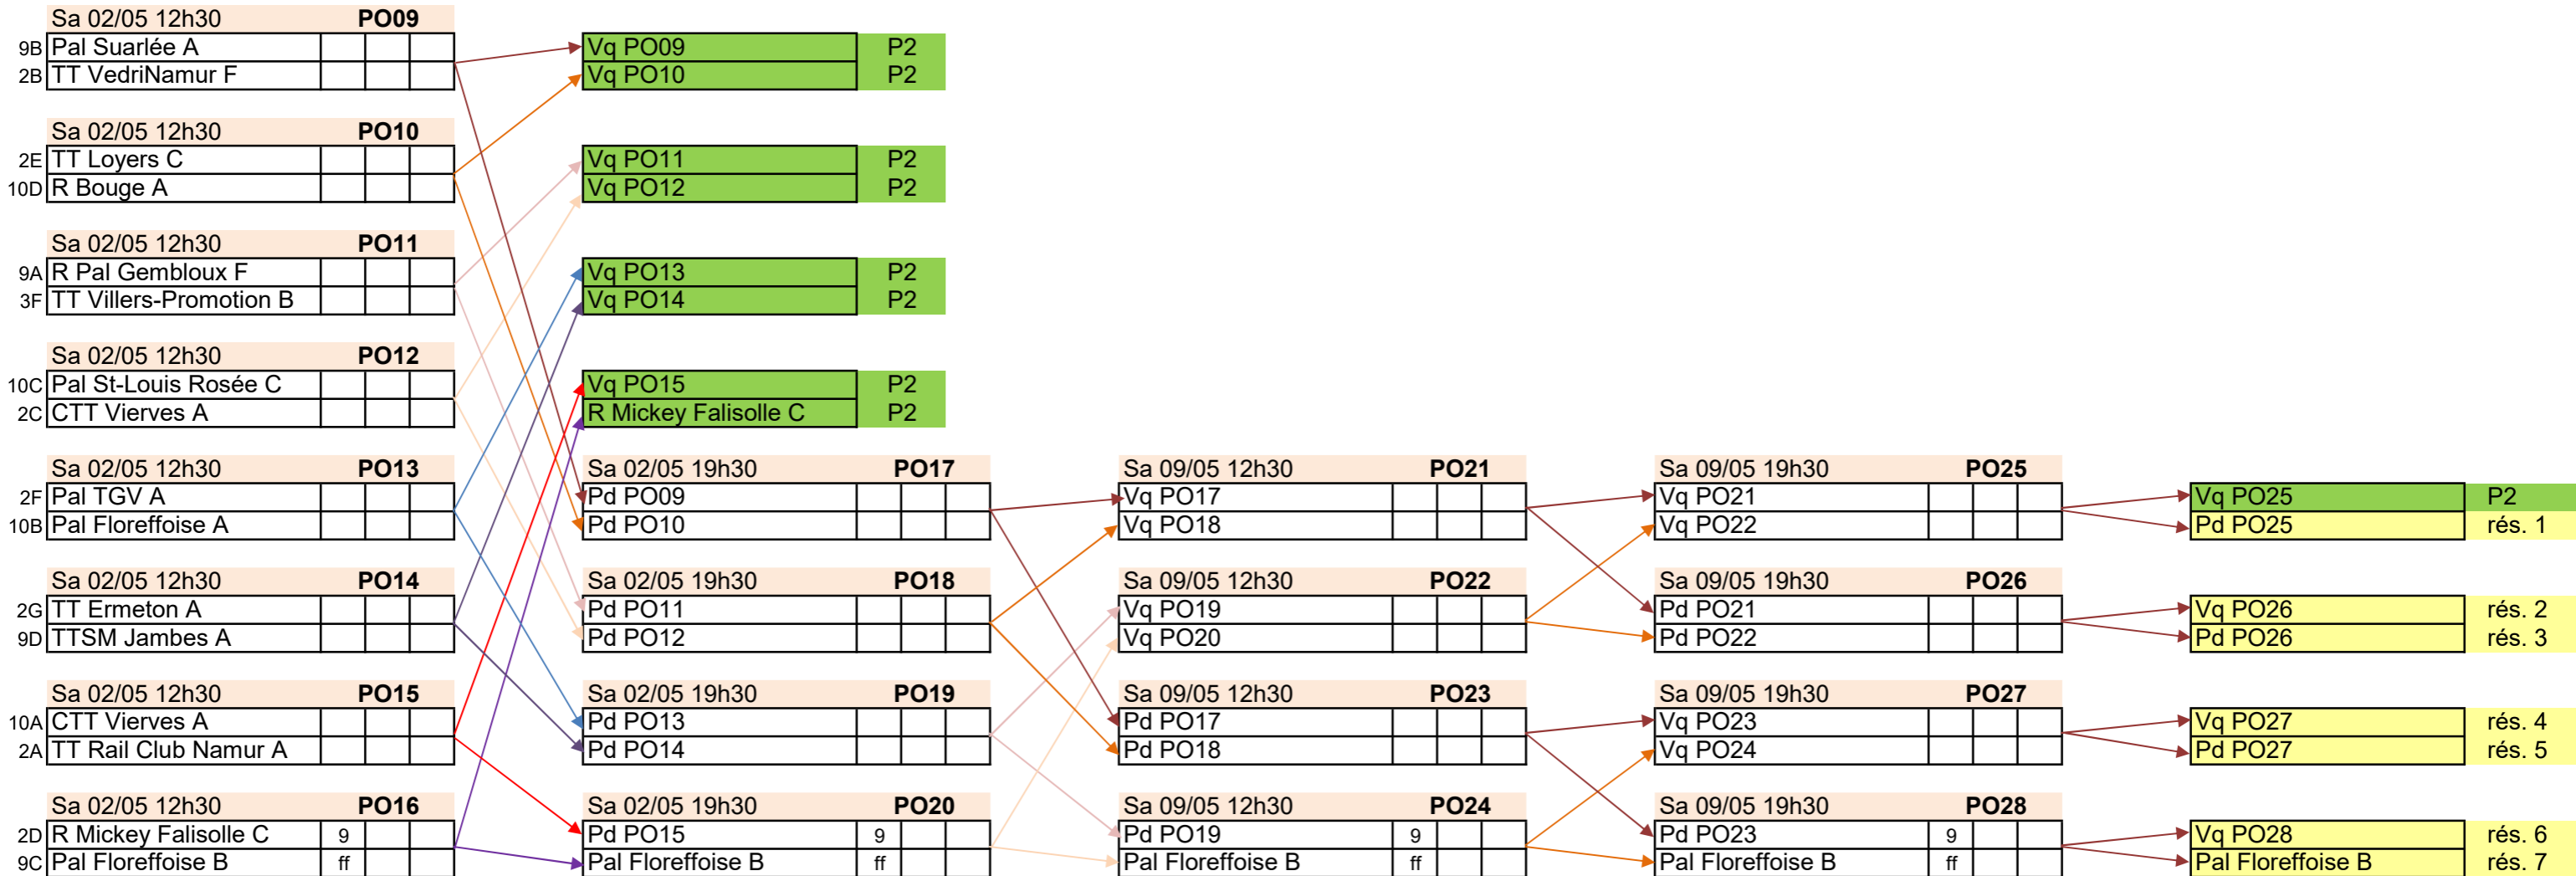 Sa 02/05 12h30 PO09
9B Pal Suarlée A Vq PO09 P2
2B TT VedriNamur F Vq PO10 P2
Sa 02/05 12h30 PO10
2E TT Loyers C Vq PO11 P2
10D R Bouge A Vq PO12 P2
Sa 02/05 12h30 PO11
9A R Pal Gembloux F Vq PO13 P2
3F TT Villers-Promotion B Vq PO14 P2
Sa 02/05 12h30 PO12
10C Pal St-Louis Rosée C Vq PO15 P2
2C CTT Vierves A R Mickey Falisolle C P2
Sa 02/05 12h30 PO13 Sa 02/05 19h30 PO17 Sa 09/05 12h30 PO21 Sa 09/05 19h30 PO25
2F Pal TGV A Pd PO09 Vq PO17 Vq PO21 Vq PO25 P2
10B Pal Floreffoise A Pd PO10 Vq PO18 Vq PO22 Pd PO25 rés. 1
Sa 02/05 12h30 PO14 Sa 02/05 19h30 PO18 Sa 09/05 12h30 PO22 Sa 09/05 19h30 PO26
2G TT Ermeton A Pd PO11 Vq PO19 Pd PO21 Vq PO26 rés. 2
9D TTSM Jambes A Pd PO12 Vq PO20 Pd PO22 Pd PO26 rés. 3
Sa 02/05 12h30 PO15 Sa 02/05 19h30 PO19 Sa 09/05 12h30 PO23 Sa 09/05 19h30 PO27
10A CTT Vierves A Pd PO13 Pd PO17 Vq PO23 Vq PO27 rés. 4
2A TT Rail Club Namur A Pd PO14 Pd PO18 Vq PO24 Pd PO27 rés. 5
Sa 02/05 12h30 PO16 Sa 02/05 19h30 PO20 Sa 09/05 12h30 PO24 Sa 09/05 19h30 PO28
2D R Mickey Falisolle C 9 Pd PO15 9 Pd PO19 9 Pd PO23 9 Vq PO28 rés. 6
9C Pal Floreffoise B ff Pal Floreffoise B ff Pal Floreffoise B ff Pal Floreffoise B ff Pal Floreffoise B rés. 7